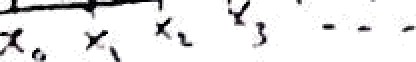 x₀ x₁ x₂ x₃ - - -